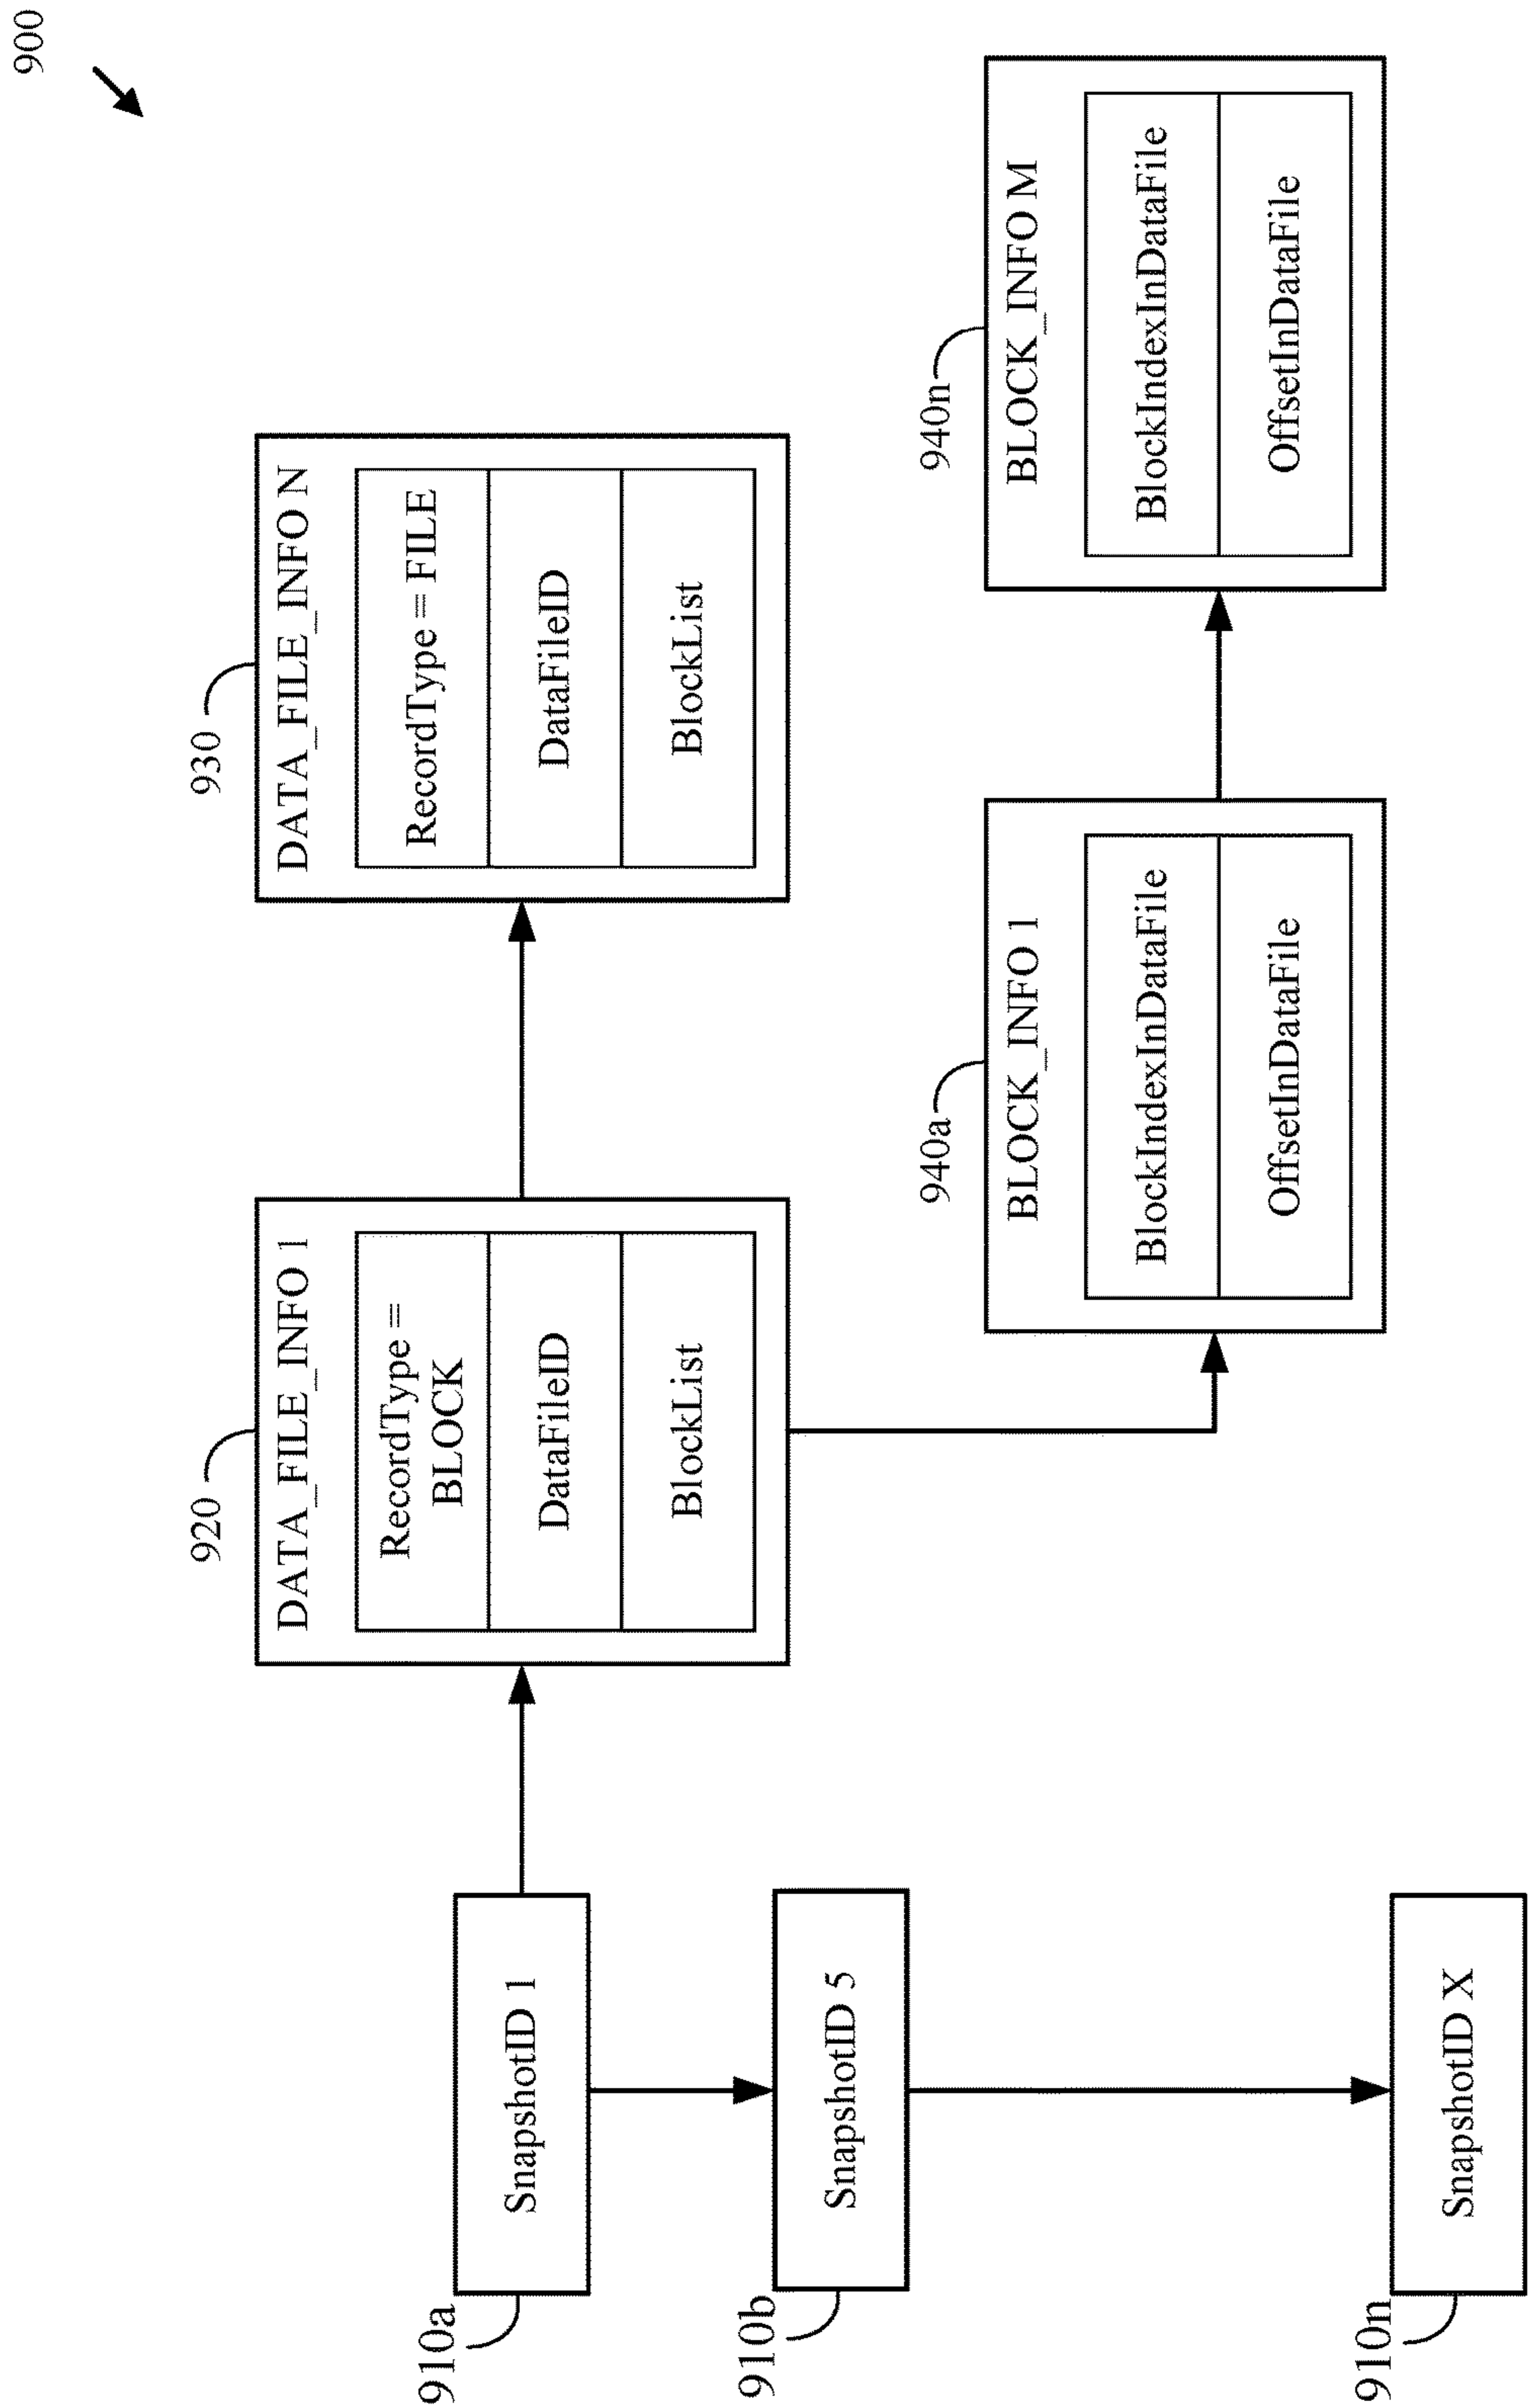 900
910a
SnapshotID 1
910b
SnapshotID 5
910n
SnapshotID X
920
DATA_FILE_INFO 1
RecordType =
BLOCK
DataFileID
BlockList
930
DATA_FILE_INFO N
RecordType = FILE
DataFileID
BlockList
940a
BLOCK_INFO 1
BlockIndexInDataFile
OffsetInDataFile
940n
BLOCK_INFO M
BlockIndexInDataFile
OffsetInDataFile